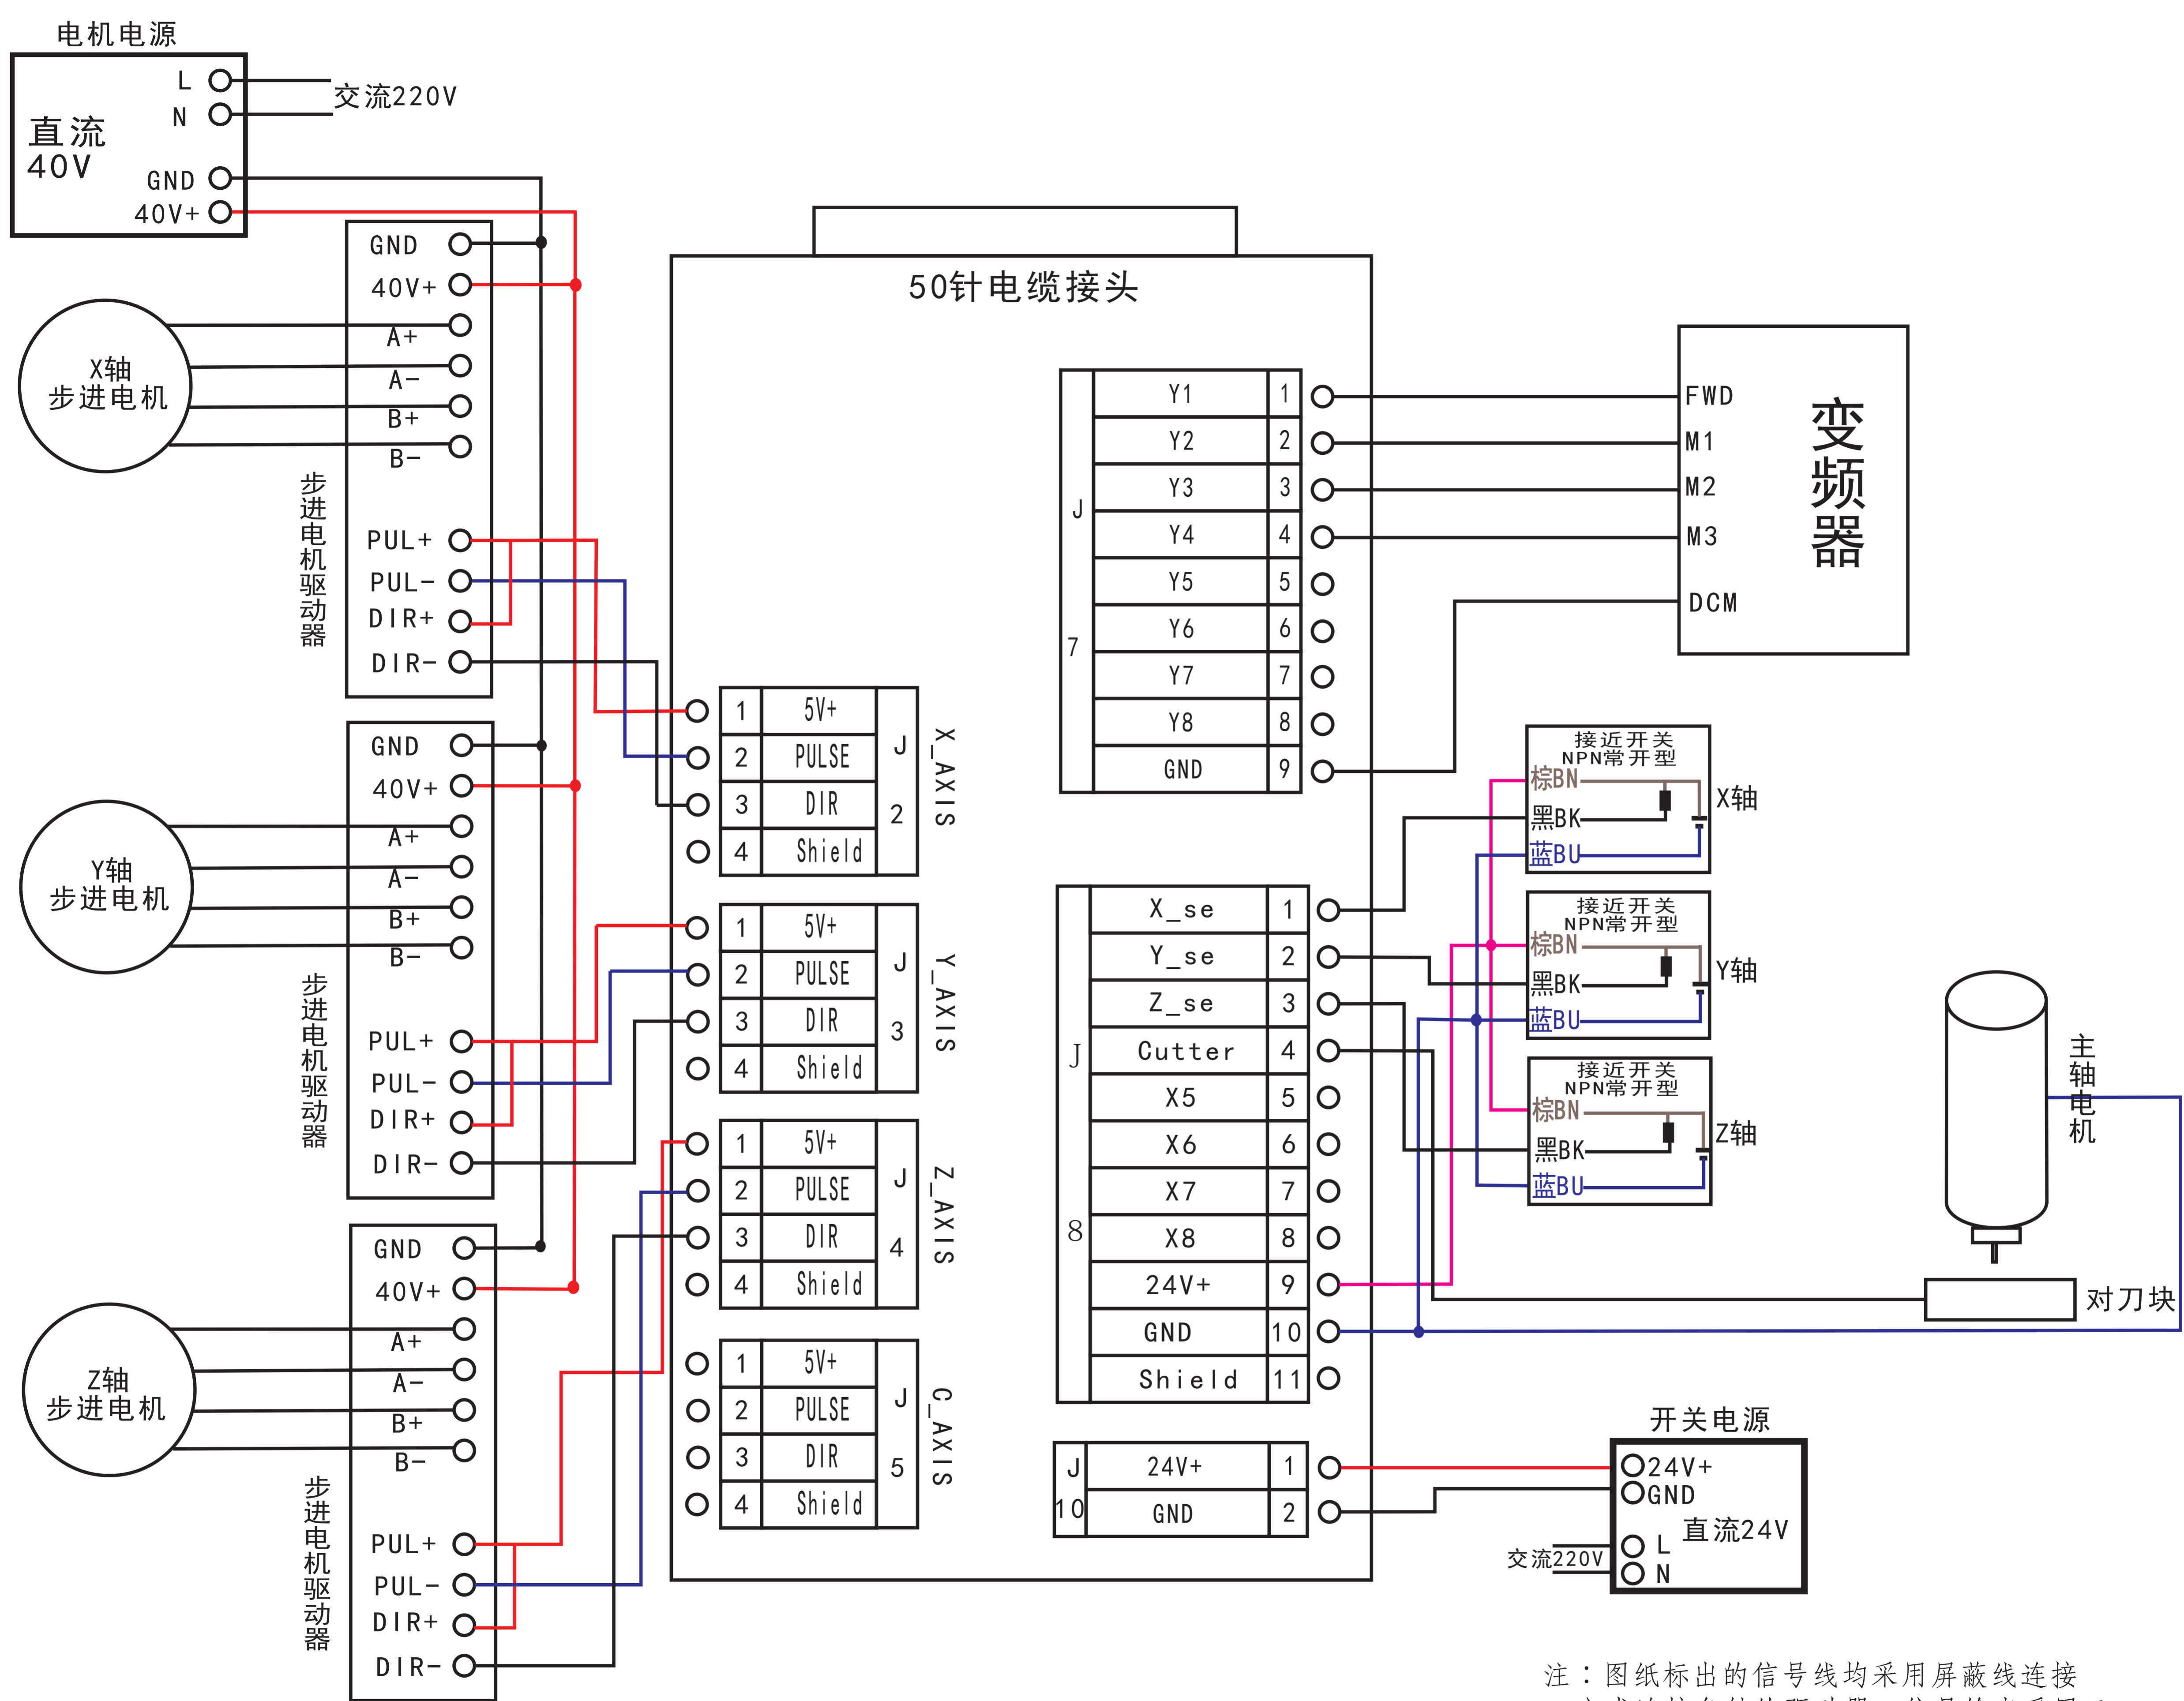 电机电源
L
N
交流220V
直流
40V
GND
40V+
GND
40V+
A+
A-
B+
B-
PUL+
PUL-
DIR+
DIR-
X轴
步进电机
步进电机驱动器
GND
40V+
A+
A-
B+
B-
PUL+
PUL-
DIR+
DIR-
Y轴
步进电机
步进电机驱动器
GND
40V+
A+
A-
B+
B-
PUL+
PUL-
DIR+
DIR-
Z轴
步进电机
步进电机驱动器
50针电缆接头
1 5V+
2 PULSE
3 DIR
4 Shield
J2
X_AXIS
1 5V+
2 PULSE
3 DIR
4 Shield
J3
Y_AXIS
1 5V+
2 PULSE
3 DIR
4 Shield
J4
Z_AXIS
1 5V+
2 PULSE
3 DIR
4 Shield
J5
C_AXIS
J7
Y1 1
Y2 2
Y3 3
Y4 4
Y5 5
Y6 6
Y7 7
Y8 8
GND 9
J8
X_se 1
Y_se 2
Z_se 3
Cutter 4
X5 5
X6 6
X7 7
X8 8
24V+ 9
GND 10
Shield 11
J10
24V+ 1
GND 2
FWD
M1
M2
M3
DCM
变频器
接近开关
NPN常开型
棕BN
黑BK
蓝BU
X轴
接近开关
NPN常开型
棕BN
黑BK
蓝BU
Y轴
接近开关
NPN常开型
棕BN
黑BK
蓝BU
Z轴
主轴电机
对刀块
开关电源
24V+
GND
直流24V
L
N
交流220V
注：图纸标出的信号线均采用屏蔽线连接